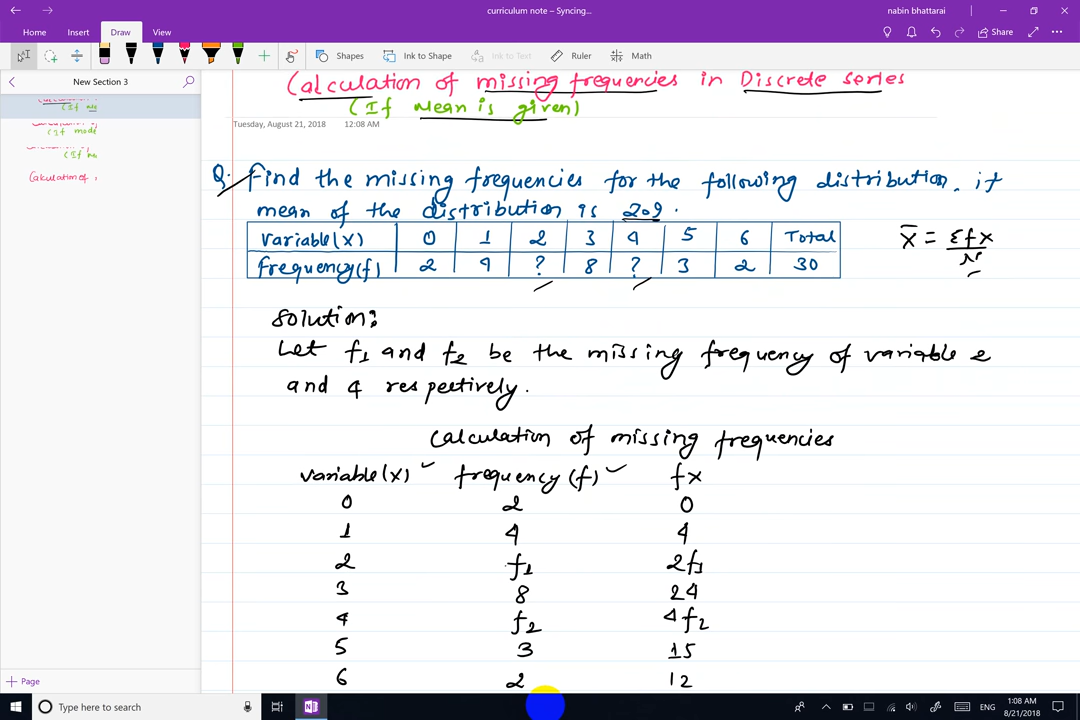 curriculum note – Syncing...
nabin bhattarai
Home Insert Draw View
Share
Shapes Ink to Shape Ink to Text Ruler Math
New Section 3
Calculation of missing frequencies in Discrete series
(If Mean is given)
Tuesday, August 21, 2018 12:08 AM
(If Me
(If mode
Calculation of
Q. Find the missing frequencies for the following distribution. if
mean of the distribution is 2.9.
Variable(x) 0 1 2 3 4 5 6 Total
frequency(f) 2 4 ? 8 ? 3 2 30
x̄ = Σfx
N
Solution:
Let f1 and f2 be the missing frequency of variable 2
and 4 respectively.
Calculation of missing frequencies
variable(x) frequency (f) fx
0 2 0
1 4 4
2 f1 2f1
3 8 24
4 f2 4f2
5 3 15
6 2 12
+ Page
Type here to search
ENG
1:08 AM
8/21/2018